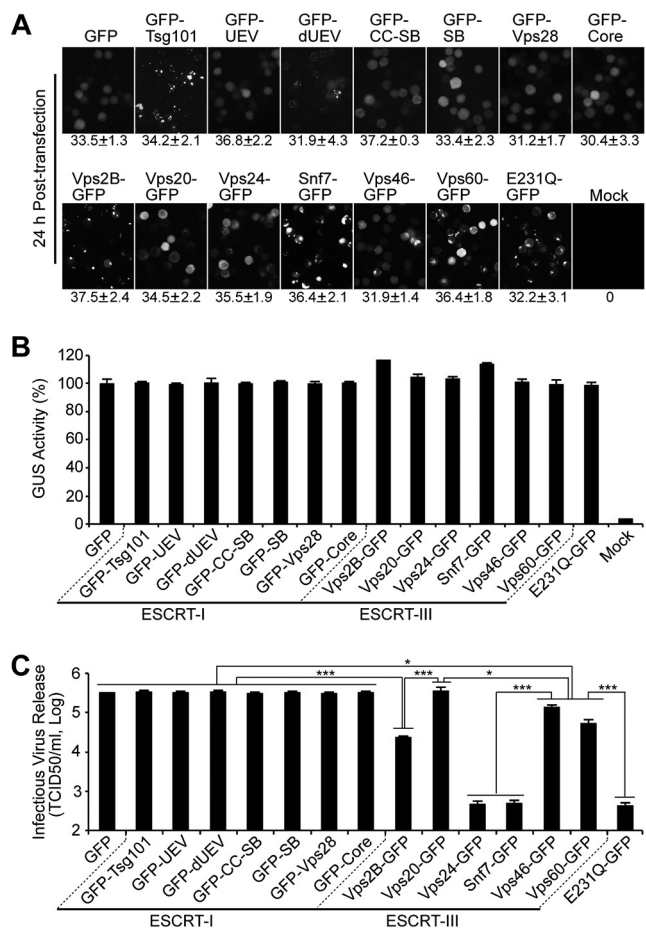 A
GFP
GFP-Tsg101
GFP-UEV
GFP-dUEV
GFP-CC-SB
GFP-SB
GFP-Vps28
GFP-Core
24 h Post-transfection
33.5±1.3
34.2±2.1
36.8±2.2
31.9±4.3
37.2±0.3
33.4±2.3
31.2±1.7
30.4±3.3
Vps2B-GFP
Vps20-GFP
Vps24-GFP
Snf7-GFP
Vps46-GFP
Vps60-GFP
E231Q-GFP
Mock
37.5±2.4
34.5±2.2
35.5±1.9
36.4±2.1
31.9±1.4
36.4±1.8
32.2±3.1
0
B
GUS Activity (%)
120
100
80
60
40
20
0
GFP
GFP-Tsg101
GFP-UEV
GFP-dUEV
GFP-CC-SB
GFP-SB
GFP-Vps28
GFP-Core
Vps2B-GFP
Vps20-GFP
Vps24-GFP
Snf7-GFP
Vps46-GFP
Vps60-GFP
E231Q-GFP
Mock
ESCRT-I
ESCRT-III
C
Infectious Virus Release
(TCID50/ml, Log)
6
5
4
3
2
***
*
***
*
***
***
GFP
GFP-Tsg101
GFP-UEV
GFP-dUEV
GFP-CC-SB
GFP-SB
GFP-Vps28
GFP-Core
Vps2B-GFP
Vps20-GFP
Vps24-GFP
Snf7-GFP
Vps46-GFP
Vps60-GFP
E231Q-GFP
ESCRT-I
ESCRT-III